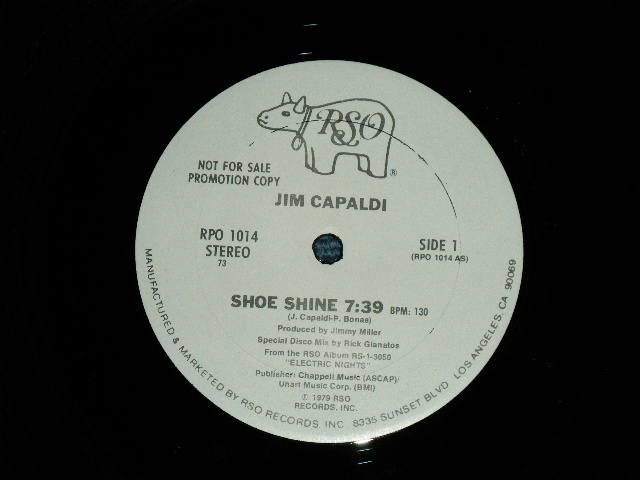 RSO
®
NOT FOR SALE
PROMOTION COPY
JIM CAPALDI
RPO 1014
STEREO
73
SIDE 1
(RPO 1014 AS)
SHOE SHINE 7:39 BPM: 130
(J. Capaldi-P. Bonas)
Produced by Jimmy Miller
Special Disco Mix by Rick Gianatos
From the RSO Album RS-1-3050
"ELECTRIC NIGHTS"
Publisher: Chappell Music (ASCAP)/
Unart Music Corp. (BMI)
℗ 1979 RSO
RECORDS, INC.
MANUFACTURED & MARKETED BY RSO RECORDS, INC. 8335 SUNSET BLVD LOS ANGELES, CA 90069